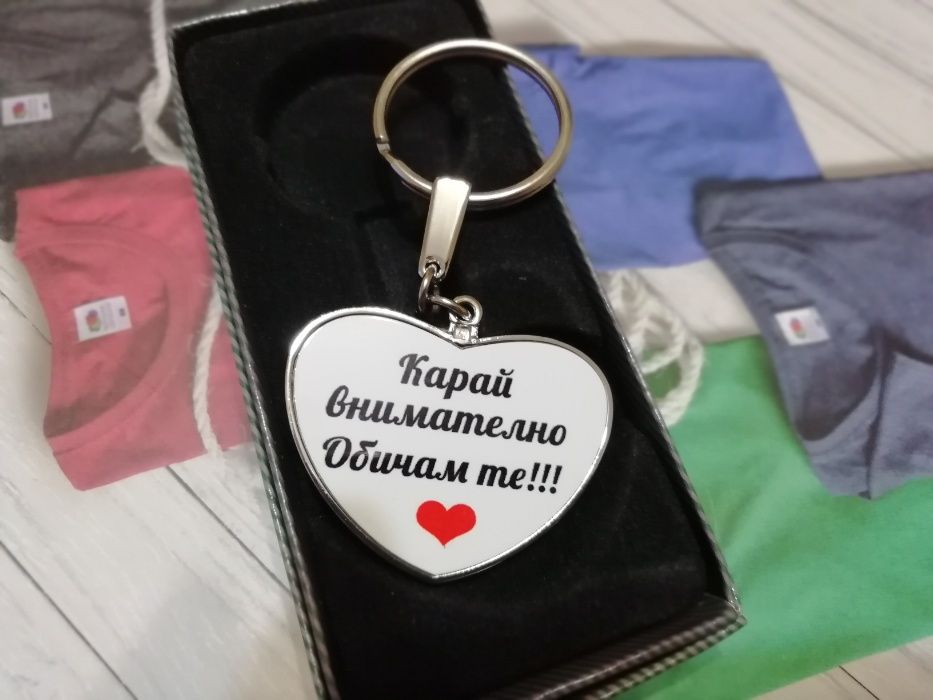 Карай
внимателно
Обичам те!!!